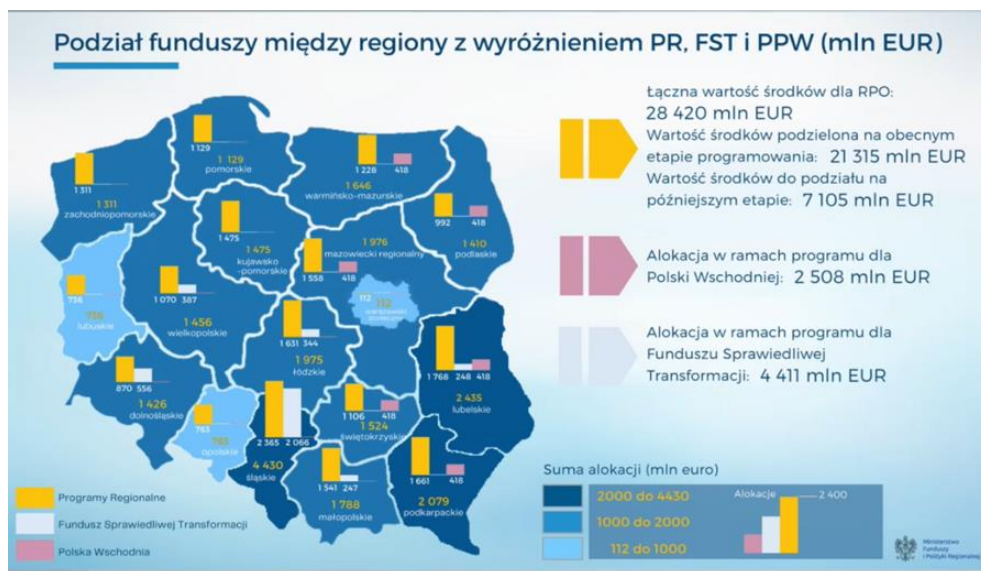 Podział funduszy między regiony z wyróżnieniem PR, FST i PPW (mln EUR)
Łączna wartość środków dla RPO:
28 420 mln EUR
Wartość środków podzielona na obecnym
etapie programowania: 21 315 mln EUR
Wartość środków do podziału na
późniejszym etapie: 7 105 mln EUR
Alokacja w ramach programu dla
Polski Wschodniej: 2 508 mln EUR
Alokacja w ramach programu dla
Funduszu Sprawiedliwej
Transformacji: 4 411 mln EUR
1 311
1 311
zachodniopomorskie
1 129
1 129
pomorskie
1 228 418
1 646
warmińsko-mazurskie
992 418
1 410
podlaskie
1 475
1 475
kujawsko
-pomorskie
1 976
mazowiecki regionalny
1 558 418
112
112
warszawski
736
736
lubuskie
1 070 387
1 456
wielkopolskie
1 631 344
1 975
łódzkie
1 768 248 418
2 435
lubelskie
870 556
1 426
dolnośląskie
763
763
opolskie
2 365 2 066
4 430
śląskie
1 106 418
1 524
świętokrzyskie
1 541 247
1 788
małopolskie
1 661 418
2 079
podkarpackie
Programy Regionalne
Fundusz Sprawiedliwej Transformacji
Polska Wschodnia
Suma alokacji (mln euro)
2000 do 4430
1000 do 2000
112 do 1000
Alokacje
2 400
Ministerstwo
Funduszy
i Polityki Regionalnej